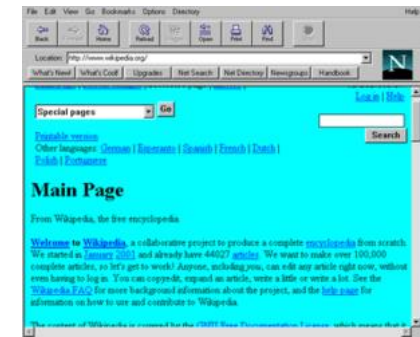 File Edit View Go Bookmarks Options Directory Help
Back Home Reload Open Print Find
Location: http://www.wikipedia.org/
What's New! What's Cool! Upgrades Net Search Net Directory Newsgroups Handbook
N
Log in | Help
Special pages Go
Printable version Search
Other languages: German | Esperanto | Spanish | French | Dutch |
Polish | Portuguese
Main Page
From Wikipedia, the free encyclopedia
Welcome to Wikipedia, a collaborative project to produce a complete encyclopedia from scratch.
We started in January 2001 and already have 44027 articles. We want to make over 100,000
complete articles, so let's get to work! Anyone, including you, can edit any article right now, without
even having to log in. You can copyedit, expand an article, write a little or write a lot. See the
Wikipedia FAQ for more background information about the project, and the help page for
information on how to use and contribute to Wikipedia.
The content of Wikipedia is covered by the GNU Free Documentation License, which means that it